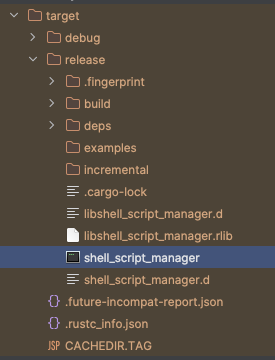 target
debug
release
.fingerprint
build
deps
examples
incremental
.cargo-lock
libshell_script_manager.d
libshell_script_manager.rlib
shell_script_manager
shell_script_manager.d
.future-incompat-report.json
.rustc_info.json
JSP CACHEDIR.TAG